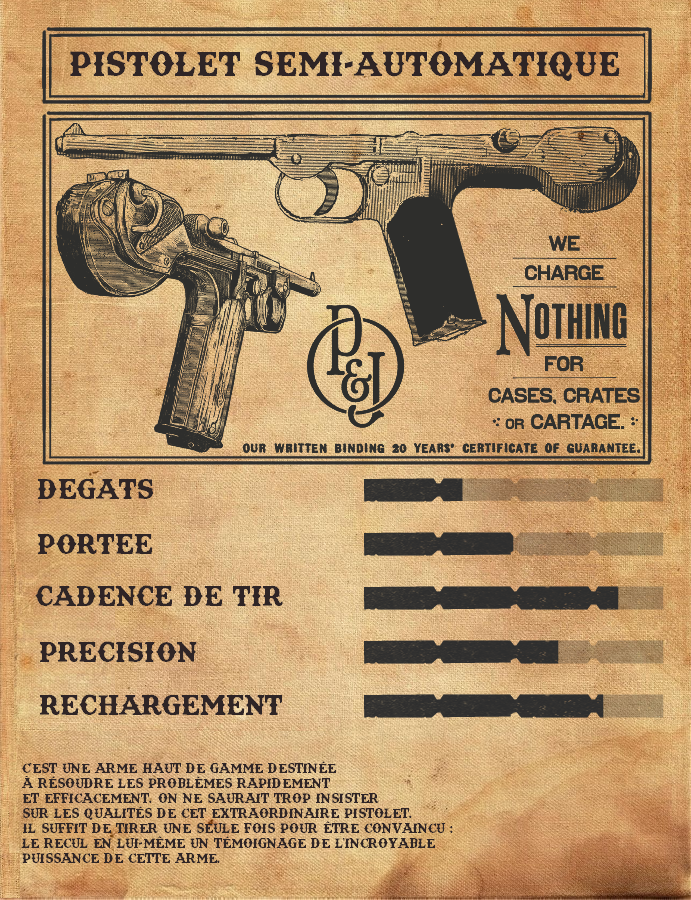 PISTOLET SEMI-AUTOMATIQUE
WE
CHARGE
NOTHING
FOR
CASES, CRATES
OR CARTAGE.
P&L
OUR WRITTEN BINDING 20 YEARS' CERTIFICATE OF GUARANTEE.
DEGATS
PORTEE
CADENCE DE TIR
PRECISION
RECHARGEMENT
C'EST UNE ARME HAUT DE GAMME DESTINÉE
À RÉSOUDRE LES PROBLÈMES RAPIDEMENT
ET EFFICACEMENT. ON NE SAURAIT TROP INSISTER
SUR LES QUALITÉS DE CET EXTRAORDINAIRE PISTOLET.
IL SUFFIT DE TIRER UNE SEULE FOIS POUR ÊTRE CONVAINCU :
LE RECUL EN LUI-MÊME UN TÉMOIGNAGE DE L'INCROYABLE
PUISSANCE DE CETTE ARME.